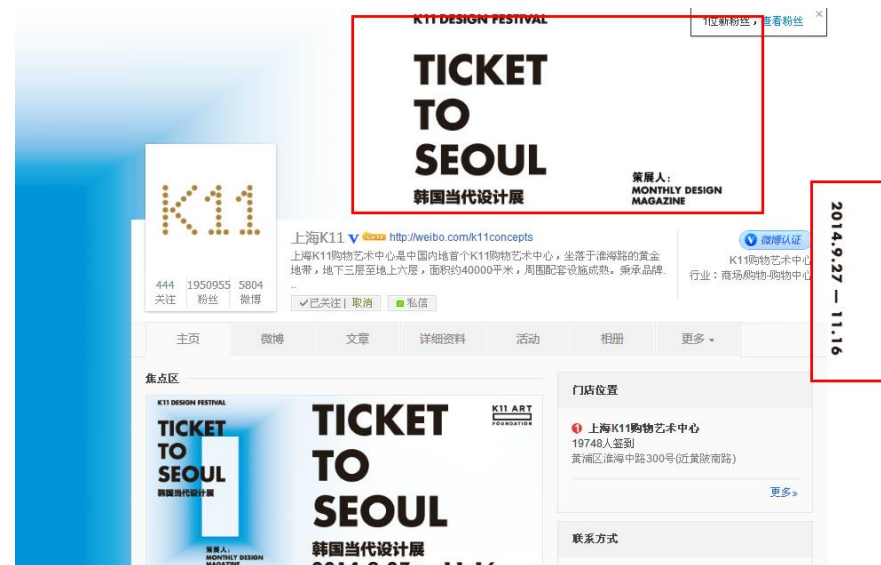 K11 DESIGN FESTIVAL
1位新粉丝，查看粉丝
×
TICKET
TO
SEOUL
韩国当代设计展
策展人：
MONTHLY DESIGN
MAGAZINE
2014.9.27 — 11.16
K11
上海K11 V http://weibo.com/k11concepts
上海K11购物艺术中心是中国内地首个K11购物艺术中心，坐落于淮海路的黄金
地带，地下三层至地上六层，面积约40000平米，周围配套设施成熟。秉承品牌.
..
V 微博认证
K11购物艺术中心
行业：商场/购物-购物中心
444 1950955 5804
关注 粉丝 微博
✓已关注 | 取消
私信
主页 微博 文章 详细资料 活动 相册 更多
焦点区
K11 DESIGN FESTIVAL
TICKET
TO
SEOUL
韩国当代设计展
策展人：
MONTHLY DESIGN
MAGAZINE
TICKET
TO
SEOUL
韩国当代设计展
2014.9.27 — 11.16
K11 ART
FOUNDATION
门店位置
1 上海K11购物艺术中心
19748人签到
黄浦区淮海中路300号(近黄陂南路)
更多»
联系方式